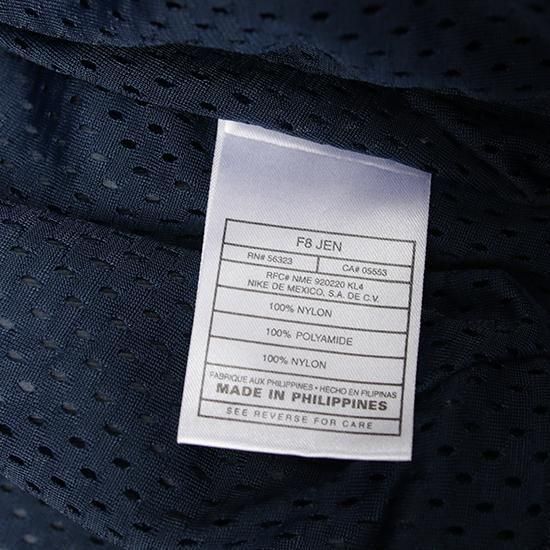 F8 JEN
RN# 56323 CA# 05553
RFC# NME 920220 KL4
NIKE DE MEXICO, S.A. DE C.V.
100% NYLON
100% POLYAMIDE
100% NYLON
FABRIQUE AUX PHILIPPINES • HECHO EN FILIPINAS
MADE IN PHILIPPINES
SEE REVERSE FOR CARE